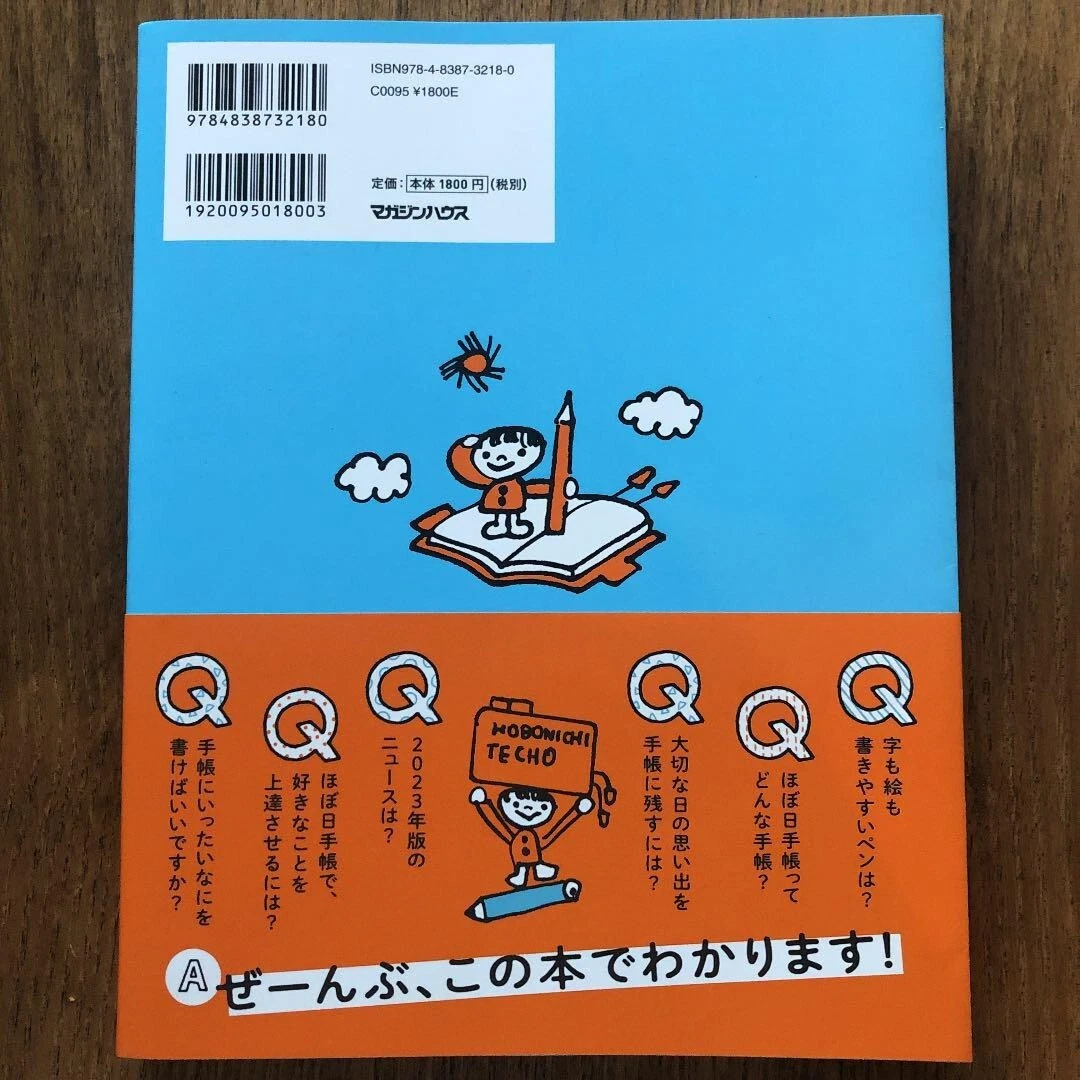 ISBN978-4-8387-3218-0
C0095 ¥1800E
9784838732180
1920095018003
定価：本体1800円（税別）
マガジンハウス
Q
字も絵も
書きやすいペンは？
Q
ほぼ日手帳って
どんな手帳？
Q
大切な日の思い出を
手帳に残すには？
HOBONICHI
TECHO
Q
2023年版の
ニュースは？
Q
ほぼ日手帳で、
好きなことを
上達させるには？
Q
手帳にいったいなにを
書けばいいですか？
A ぜーんぶ、この本でわかります！